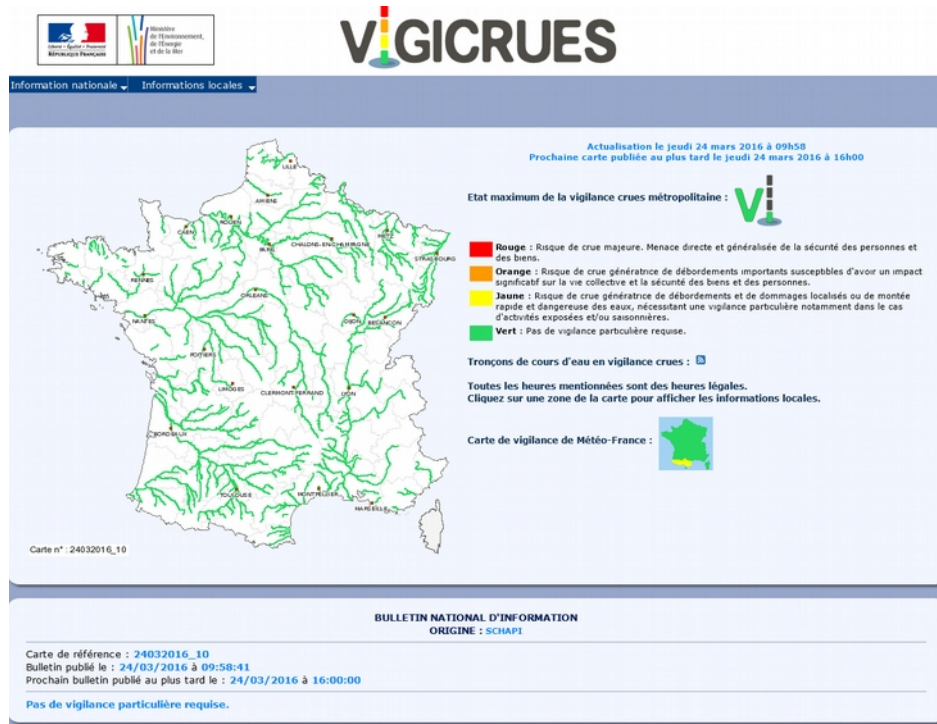 Liberté • Égalité • Fraternité
RÉPUBLIQUE FRANÇAISE
Ministère
de l'Environnement,
de l'Énergie
et de la Mer
VIGICRUES
Information nationale
Informations locales
Actualisation le jeudi 24 mars 2016 à 09h58
Prochaine carte publiée au plus tard le jeudi 24 mars 2016 à 16h00
Etat maximum de la vigilance crues métropolitaine :
Rouge : Risque de crue majeure. Menace directe et généralisée de la sécurité des personnes et
des biens.
Orange : Risque de crue génératrice de débordements importants susceptibles d'avoir un impact
significatif sur la vie collective et la sécurité des biens et des personnes.
Jaune : Risque de crue génératrice de débordements et de dommages localisés ou de montée
rapide et dangereuse des eaux, nécessitant une vigilance particulière notamment dans le cas
d'activités exposées et/ou saisonnières.
Vert : Pas de vigilance particulière requise.
Tronçons de cours d'eau en vigilance crues :
Toutes les heures mentionnées sont des heures légales.
Cliquez sur une zone de la carte pour afficher les informations locales.
Carte de vigilance de Météo-France :
LILLE
AMIENS
ROUEN
CAEN
CHALONS-EN-CHAMPAGNE
METZ
STRASBOURG
RENNES
ORLEANS
NANTES
DIJON
BESANCON
POITIERS
LIMOGES
CLERMONT-FERRAND
LYON
BORDEAUX
TOULOUSE
MONTPELLIER
MARSEILLE
Carte n° : 24032016_10
BULLETIN NATIONAL D'INFORMATION
ORIGINE : SCHAPI
Carte de référence : 24032016_10
Bulletin publié le : 24/03/2016 à 09:58:41
Prochain bulletin publié au plus tard le : 24/03/2016 à 16:00:00
Pas de vigilance particulière requise.